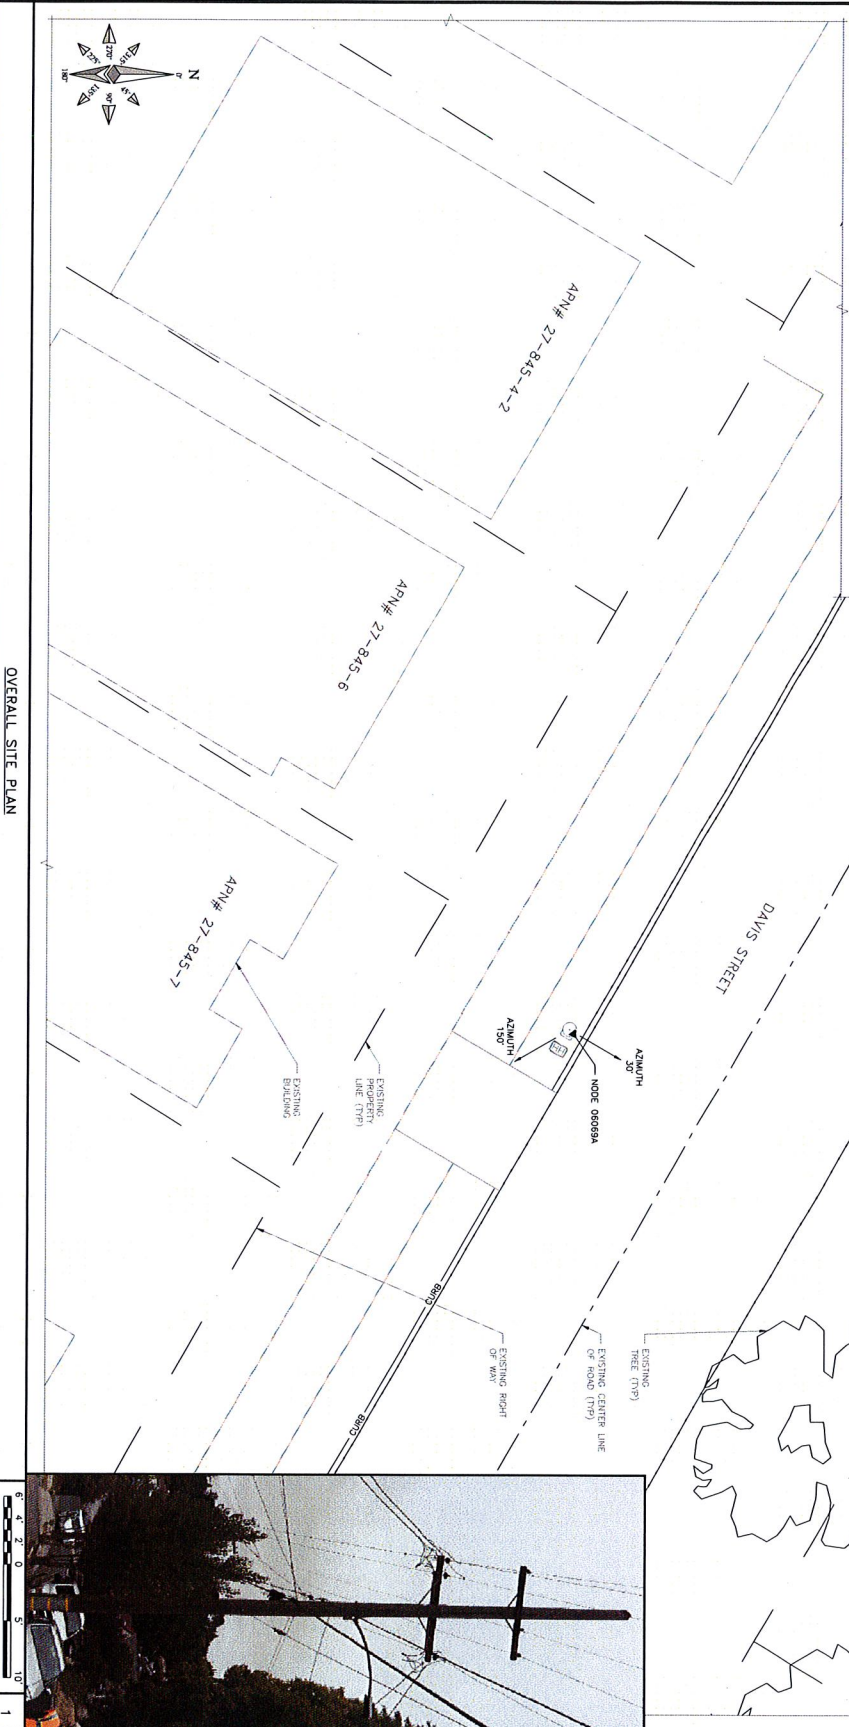 N
0°
45°
90°
135°
180°
225°
270°
315°
APN# 27-845-4-2
APN# 27-845-6
APN# 27-845-7
DAVIS STREET
AZIMUTH
30°
NODE 06069A
AZIMUTH
150°
HH
EXISTING
PROPERTY
LINE (TYP)
EXISTING
BUILDING
EXISTING
TREE (TYP)
EXISTING CENTER LINE
OF ROAD (TYP)
EXISTING RIGHT
OF WAY
CURB
CURB
OVERALL SITE PLAN
6' 4' 2' 0 5' 10'
1